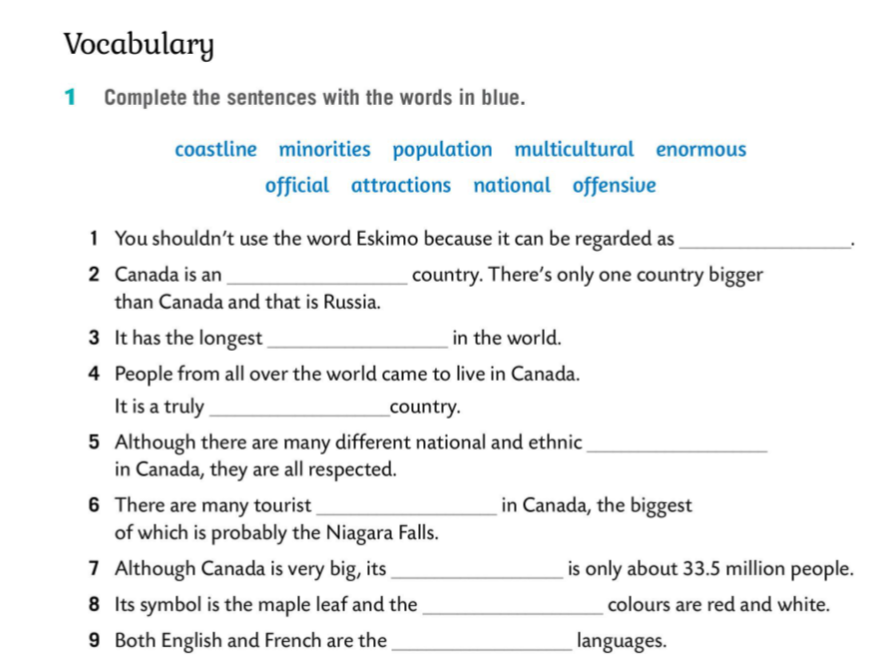 Vocabulary
1 Complete the sentences with the words in blue.
coastline minorities population multicultural enormous
official attractions national offensive
1 You shouldn't use the word Eskimo because it can be regarded as ________________.
2 Canada is an ________________ country. There's only one country bigger
than Canada and that is Russia.
3 It has the longest ________________ in the world.
4 People from all over the world came to live in Canada.
It is a truly ________________country.
5 Although there are many different national and ethnic ________________
in Canada, they are all respected.
6 There are many tourist ________________ in Canada, the biggest
of which is probably the Niagara Falls.
7 Although Canada is very big, its ________________ is only about 33.5 million people.
8 Its symbol is the maple leaf and the ________________ colours are red and white.
9 Both English and French are the ________________ languages.